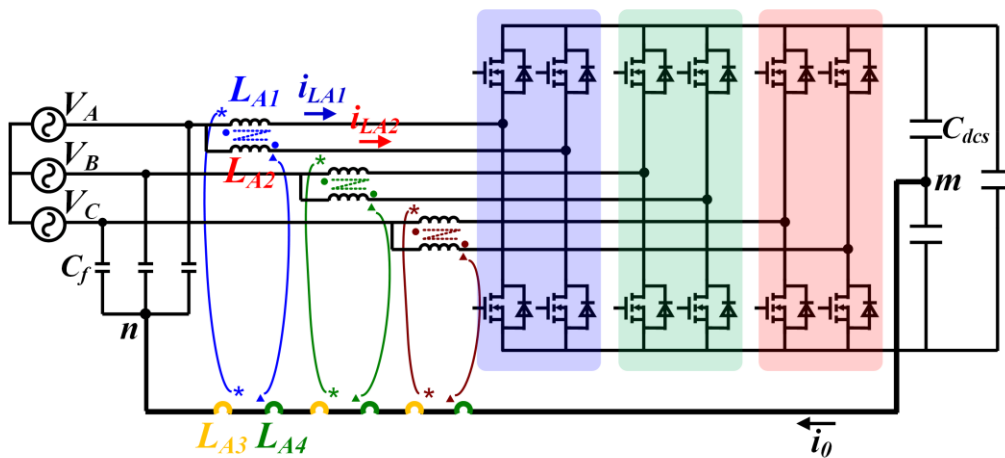 V_A
L_A1
i_LA1
i_LA2
C_dcs
V_B
L_A2
m
V_C
C_f
n
L_A3
L_A4
i_0